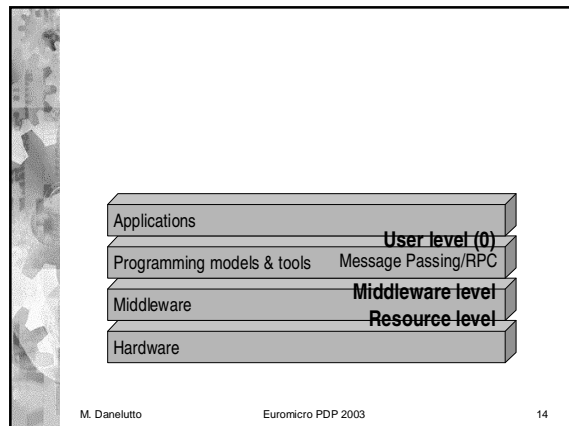 Applications
User level (0)
Programming models & tools Message Passing/RPC
Middleware level
Middleware
Resource level
Hardware
M. Danelutto Euromicro PDP 2003 14